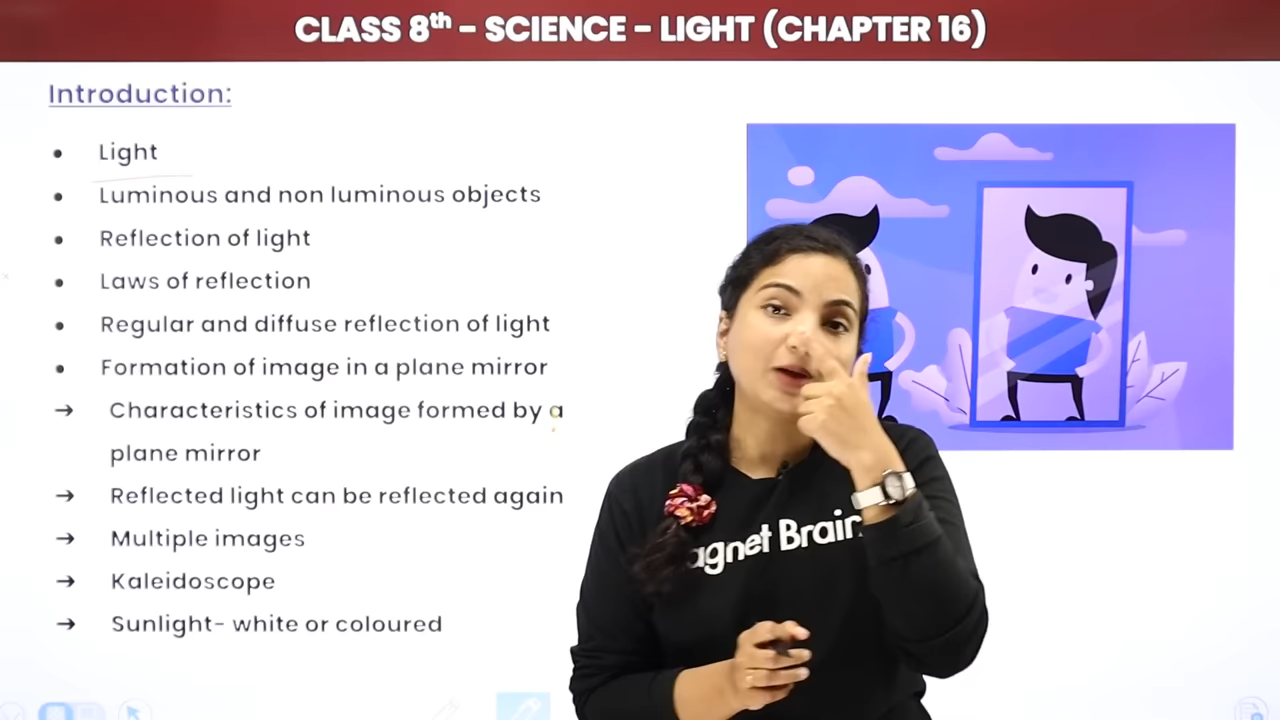 CLASS 8th - SCIENCE - LIGHT (CHAPTER 16)
Introduction:
Light
Luminous and non luminous objects
Reflection of light
Laws of reflection
Regular and diffuse reflection of light
Formation of image in a plane mirror
→ Characteristics of image formed by a
plane mirror
→ Reflected light can be reflected again
→ Multiple images
→ Kaleidoscope
→ Sunlight- white or coloured
agnet Brain